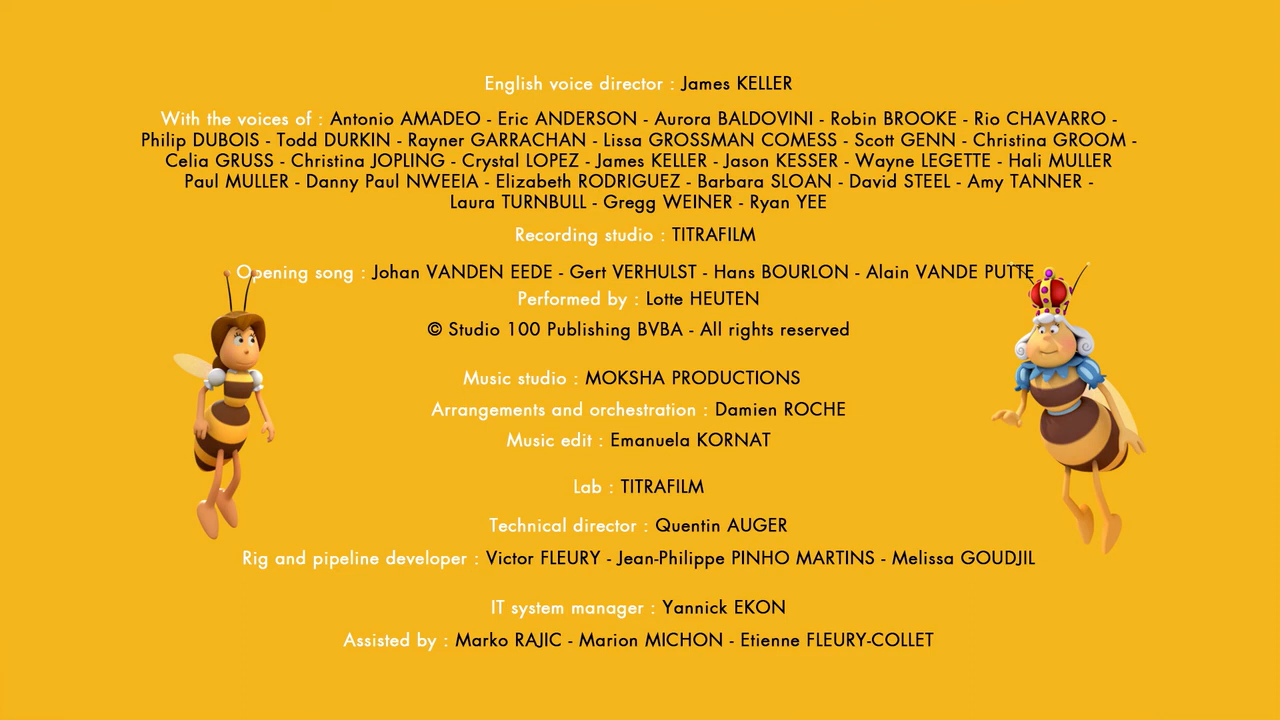 English voice director : James KELLER
With the voices of : Antonio AMADEO - Eric ANDERSON - Aurora BALDOVINI - Robin BROOKE - Rio CHAVARRO -
Philip DUBOIS - Todd DURKIN - Rayner GARRACHAN - Lissa GROSSMAN COMESS - Scott GENN - Christina GROOM -
Celia GRUSS - Christina JOPLING - Crystal LOPEZ - James KELLER - Jason KESSER - Wayne LEGETTE - Hali MULLER
Paul MULLER - Danny Paul NWEEIA - Elizabeth RODRIGUEZ - Barbara SLOAN - David STEEL - Amy TANNER -
Laura TURNBULL - Gregg WEINER - Ryan YEE
Recording studio : TITRAFILM
Opening song : Johan VANDEN EEDE - Gert VERHULST - Hans BOURLON - Alain VANDE PUTTE
Performed by : Lotte HEUTEN
© Studio 100 Publishing BVBA - All rights reserved
Music studio : MOKSHA PRODUCTIONS
Arrangements and orchestration : Damien ROCHE
Music edit : Emanuela KORNAT
Lab : TITRAFILM
Technical director : Quentin AUGER
Rig and pipeline developer : Victor FLEURY - Jean-Philippe PINHO MARTINS - Melissa GOUDJIL
IT system manager : Yannick EKON
Assisted by : Marko RAJIC - Marion MICHON - Etienne FLEURY-COLLET